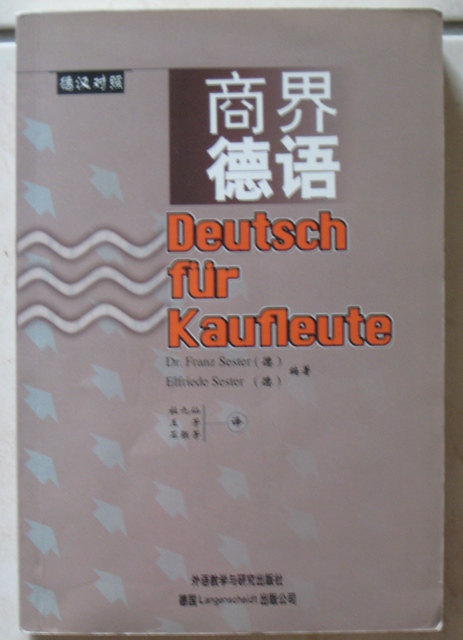 德汉对照
商界
德语
Deutsch
für
Kaufleute
Dr. Franz Sester (德)
Elfriede Sester (德)
编著
译
外语教学与研究出版社
德国Langenscheidt出版公司